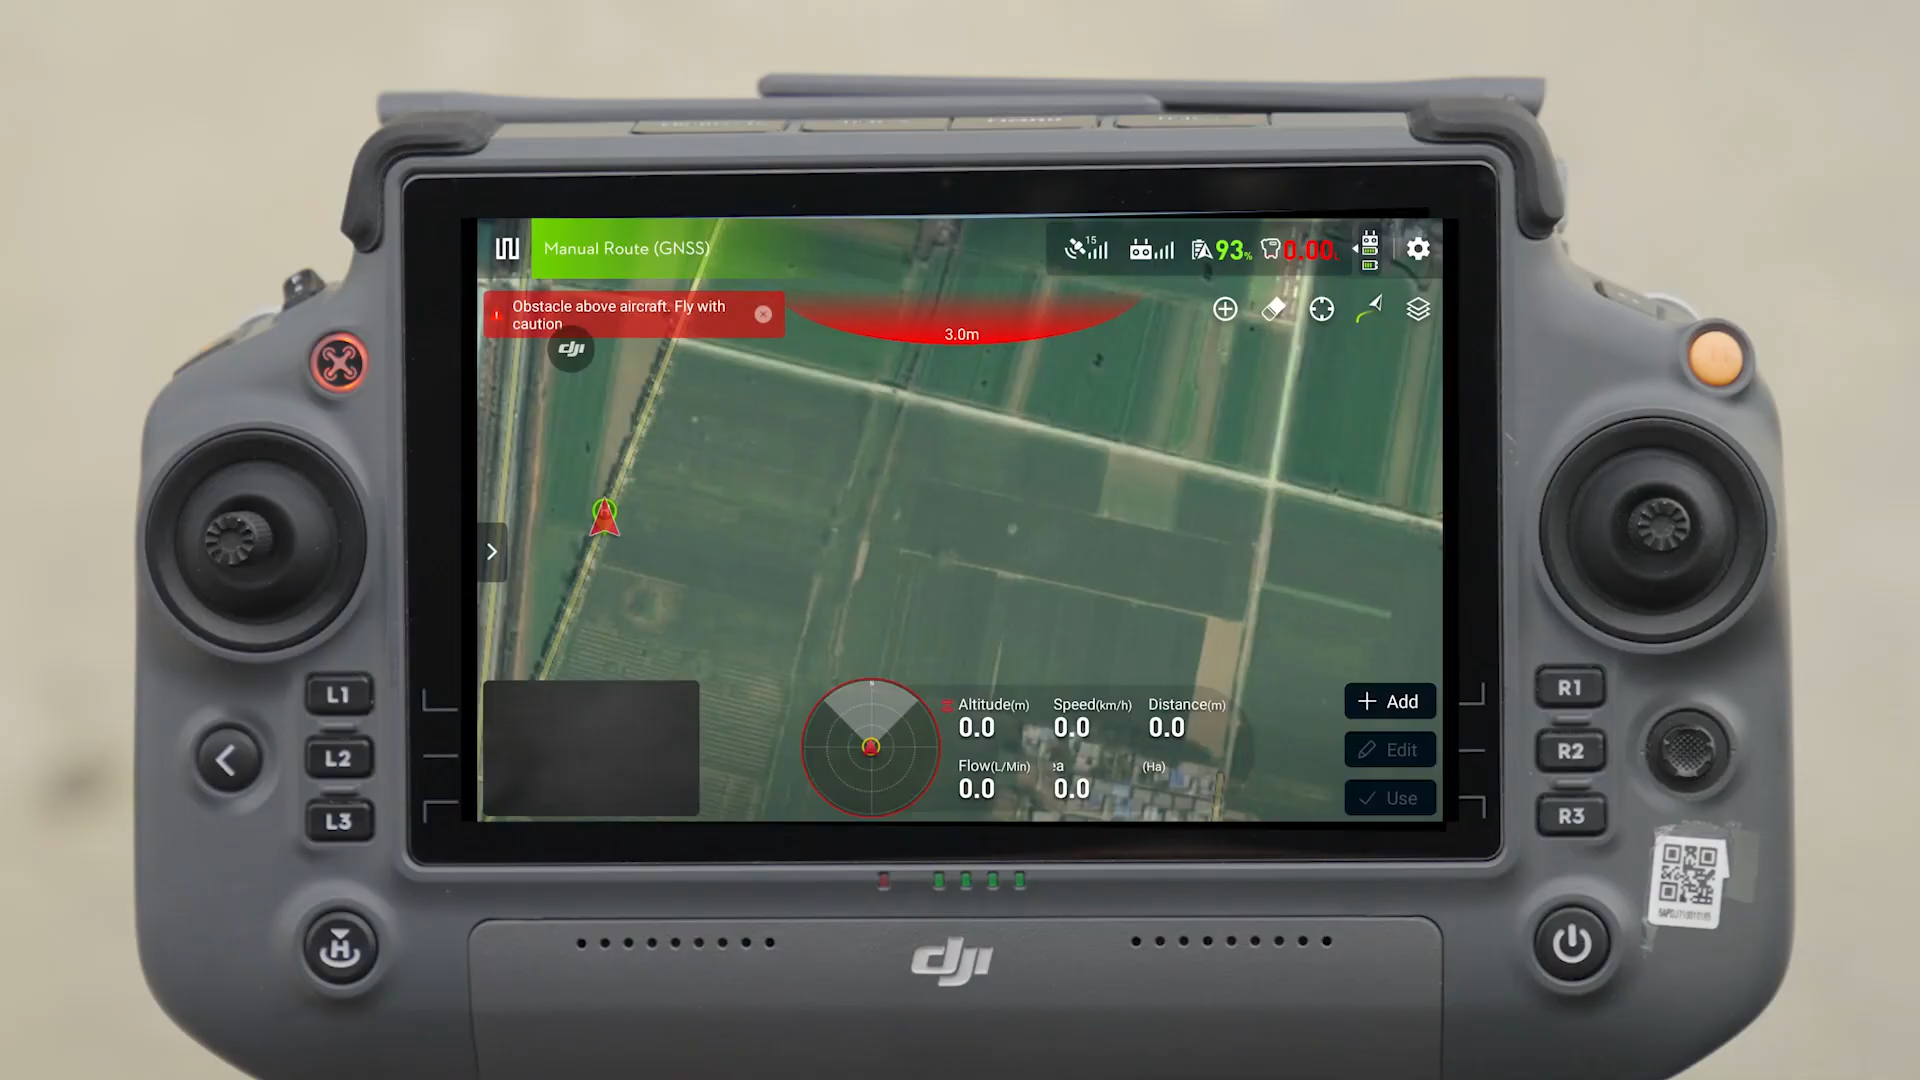 Manual Route (GNSS)
15
93%
0.00L
Obstacle above aircraft. Fly with
caution
3.0m
dji
H
N
Altitude(m)
Speed(km/h)
Distance(m)
0.0
0.0
0.0
Flow(L/Min)
ea
(Ha)
0.0
0.0
Add
Edit
Use
L1
L2
L3
R1
R2
R3
H
dji